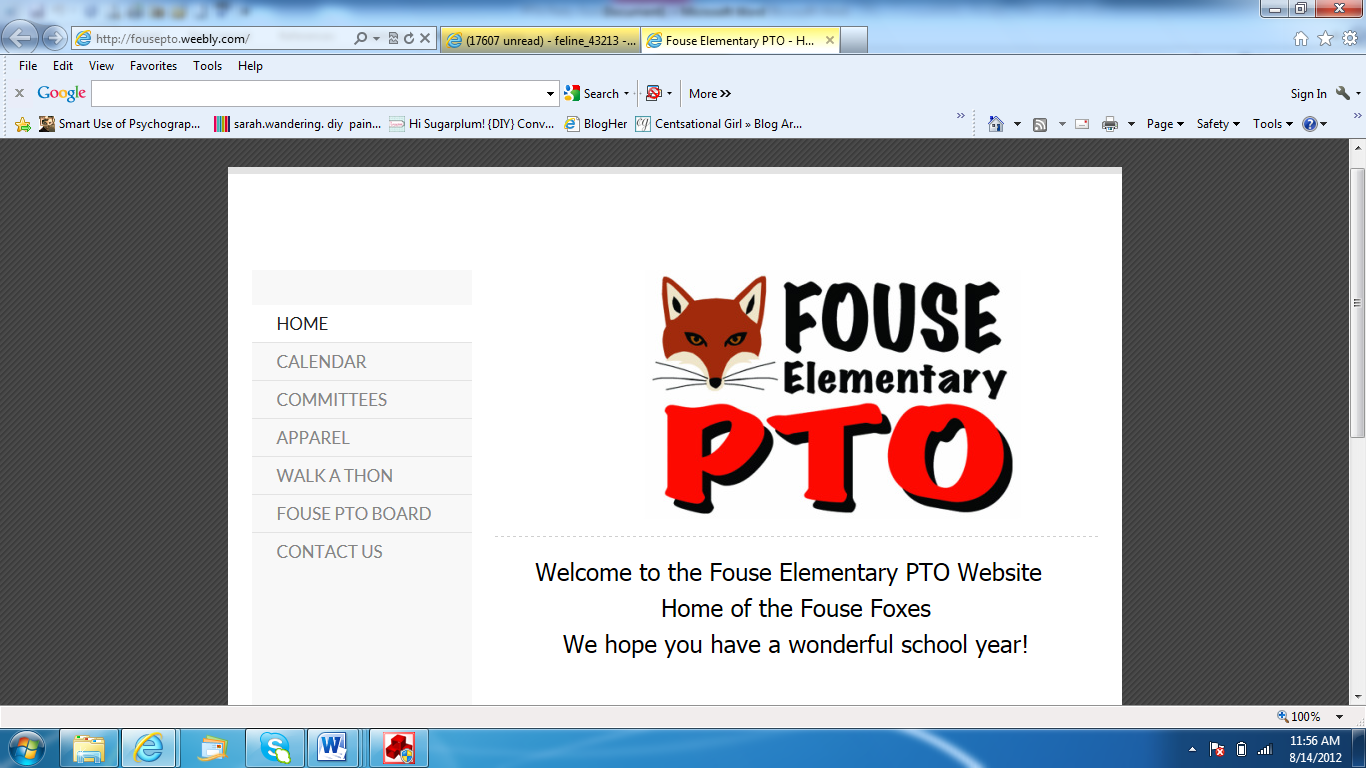 http://fousepto.weebly.com/
(17607 unread) - feline_43213 -...
Fouse Elementary PTO - H...
File Edit View Favorites Tools Help
x Google Search More »
Sign In
Smart Use of Psychograp...
sarah.wandering. diy pain...
Hi Sugarplum! {DIY} Conv...
BlogHer
Centsational Girl » Blog Ar...
Page Safety Tools
HOME
CALENDAR
COMMITTEES
APPAREL
WALK A THON
FOUSE PTO BOARD
CONTACT US
FOUSE
Elementary
PTO
Welcome to the Fouse Elementary PTO Website
Home of the Fouse Foxes
We hope you have a wonderful school year!
100%
11:56 AM
8/14/2012